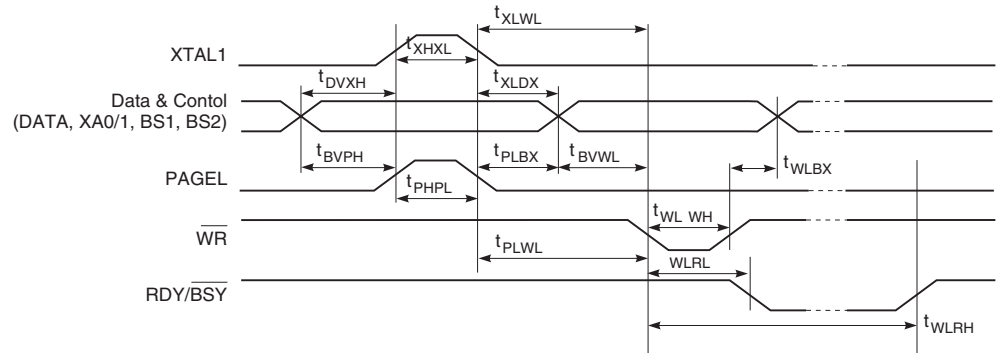 tXLWL
XTAL1
tXHXL
tDVXH
tXLDX
Data & Contol
(DATA, XA0/1, BS1, BS2)
tBVPH
tPLBX
tBVWL
tWLBX
PAGEL
tPHPL
tWL WH
WR
tPLWL
WLRL
RDY/BSY
tWLRH